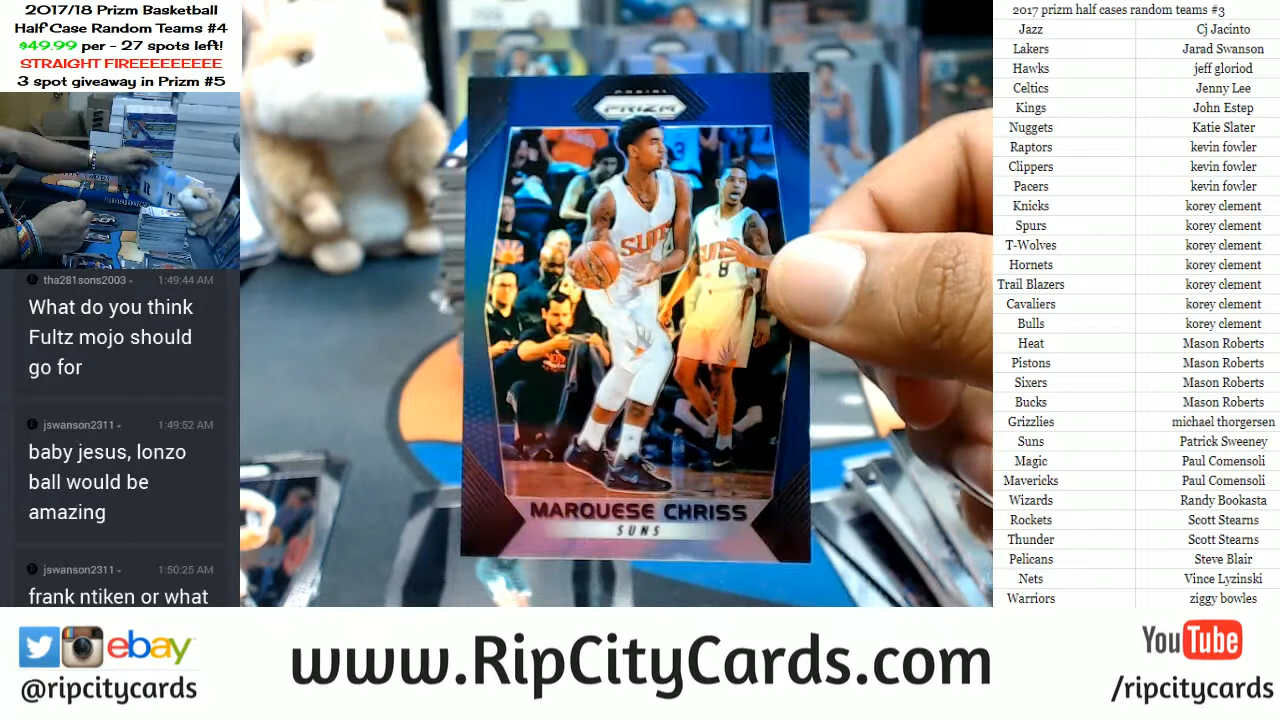 2017/18 Prizm Basketball
Half Case Random Teams #4
$49.99 per - 27 spots left!
STRAIGHT FIREEEEEEEEE
3 spot giveaway in Prizm #5
tha281sons2003
1:49:44 AM
What do you think
Fultz mojo should
go for
jswanson2311
1:49:52 AM
baby jesus, lonzo
ball would be
amazing
jswanson2311
1:50:25 AM
frank ntiken or what
PANINI
PRIZM
SUNS
SUNS
8
MARQUESE CHRISS
SUNS
2017 prizm half cases random teams #3
Jazz Cj Jacinto
Lakers Jarad Swanson
Hawks jeff gloriod
Celtics Jenny Lee
Kings John Estep
Nuggets Katie Slater
Raptors kevin fowler
Clippers kevin fowler
Pacers kevin fowler
Knicks korey clement
Spurs korey clement
T-Wolves korey clement
Hornets korey clement
Trail Blazers korey clement
Cavaliers korey clement
Bulls korey clement
Heat Mason Roberts
Pistons Mason Roberts
Sixers Mason Roberts
Bucks Mason Roberts
Grizzlies michael thorgersen
Suns Patrick Sweeney
Magic Paul Comensoli
Mavericks Paul Comensoli
Wizards Randy Bookasta
Rockets Scott Stearns
Thunder Scott Stearns
Pelicans Steve Blair
Nets Vince Lyzinski
Warriors ziggy bowles
ebay
@ripcitycards
www.RipCityCards.com
YouTube
/ripcitycards